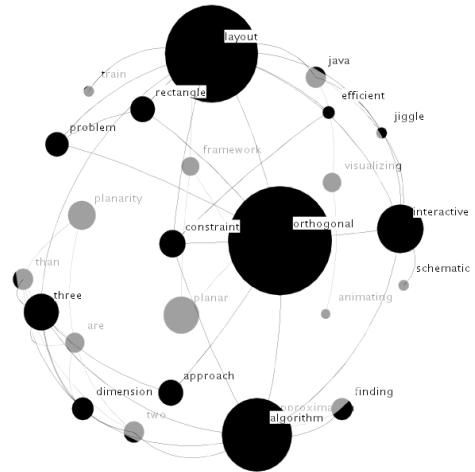 layout
java
train
rectangle
efficient
jiggle
problem
framework
visualizing
planarity
interactive
constraint
orthogonal
than
schematic
three
planar
animating
are
approach
dimension
finding
two
algorithm